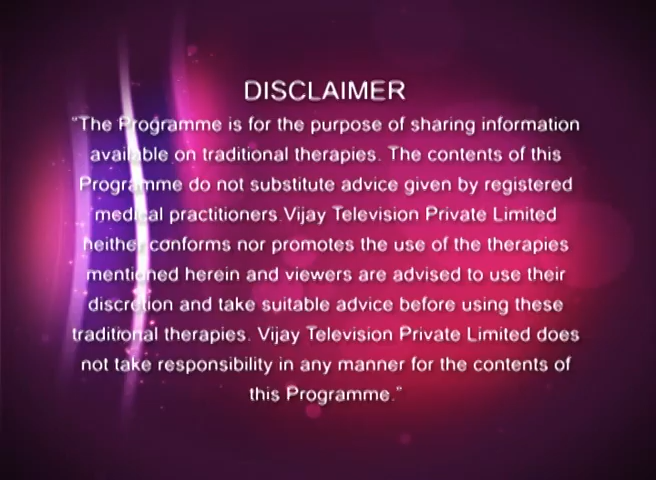 DISCLAIMER
"The Programme is for the purpose of sharing information
available on traditional therapies. The contents of this
Programme do not substitute advice given by registered
medical practitioners.Vijay Television Private Limited
neither conforms nor promotes the use of the therapies
mentioned herein and viewers are advised to use their
discretion and take suitable advice before using these
traditional therapies. Vijay Television Private Limited does
not take responsibility in any manner for the contents of
this Programme."